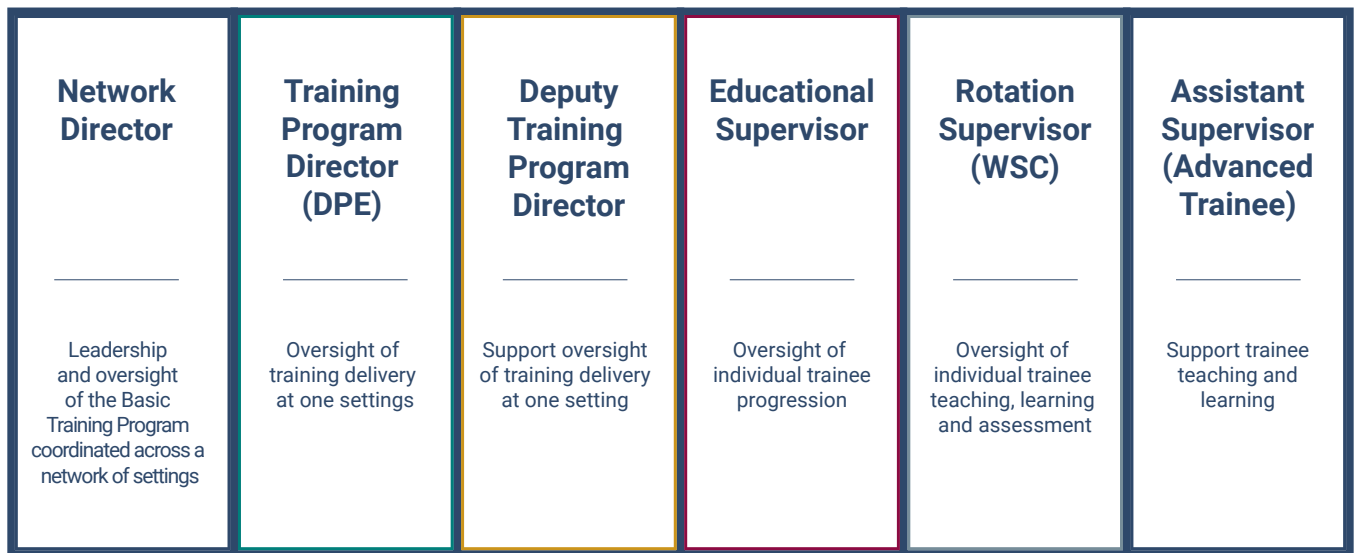 Network
Director
Leadership
and oversight
of the Basic
Training Program
coordinated across a
network of settings
Training
Program
Director
(DPE)
Oversight of
training delivery
at one settings
Deputy
Training
Program
Director
Support oversight
of training delivery
at one setting
Educational
Supervisor
Oversight of
individual trainee
progression
Rotation
Supervisor
(WSC)
Oversight of
individual trainee
teaching, learning
and assessment
Assistant
Supervisor
(Advanced
Trainee)
Support trainee
teaching and
learning